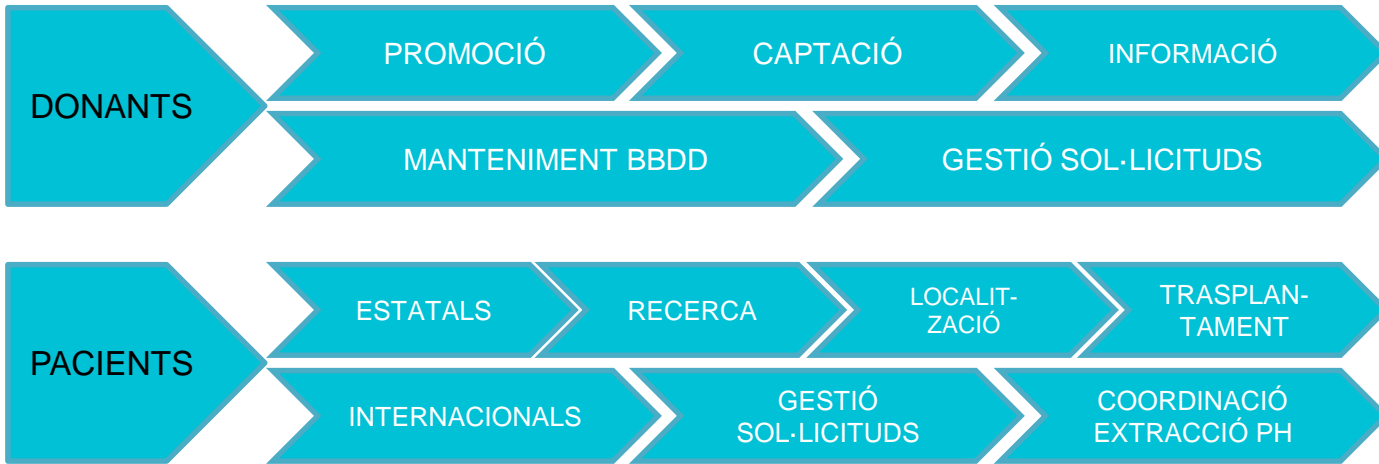 DONANTS
PROMOCIÓ
CAPTACIÓ
INFORMACIÓ
MANTENIMENT BBDD
GESTIÓ SOL·LICITUDS
PACIENTS
ESTATALS
RECERCA
LOCALIT-
ZACIÓ
TRASPLAN-
TAMENT
INTERNACIONALS
GESTIÓ
SOL·LICITUDS
COORDINACIÓ
EXTRACCIÓ PH